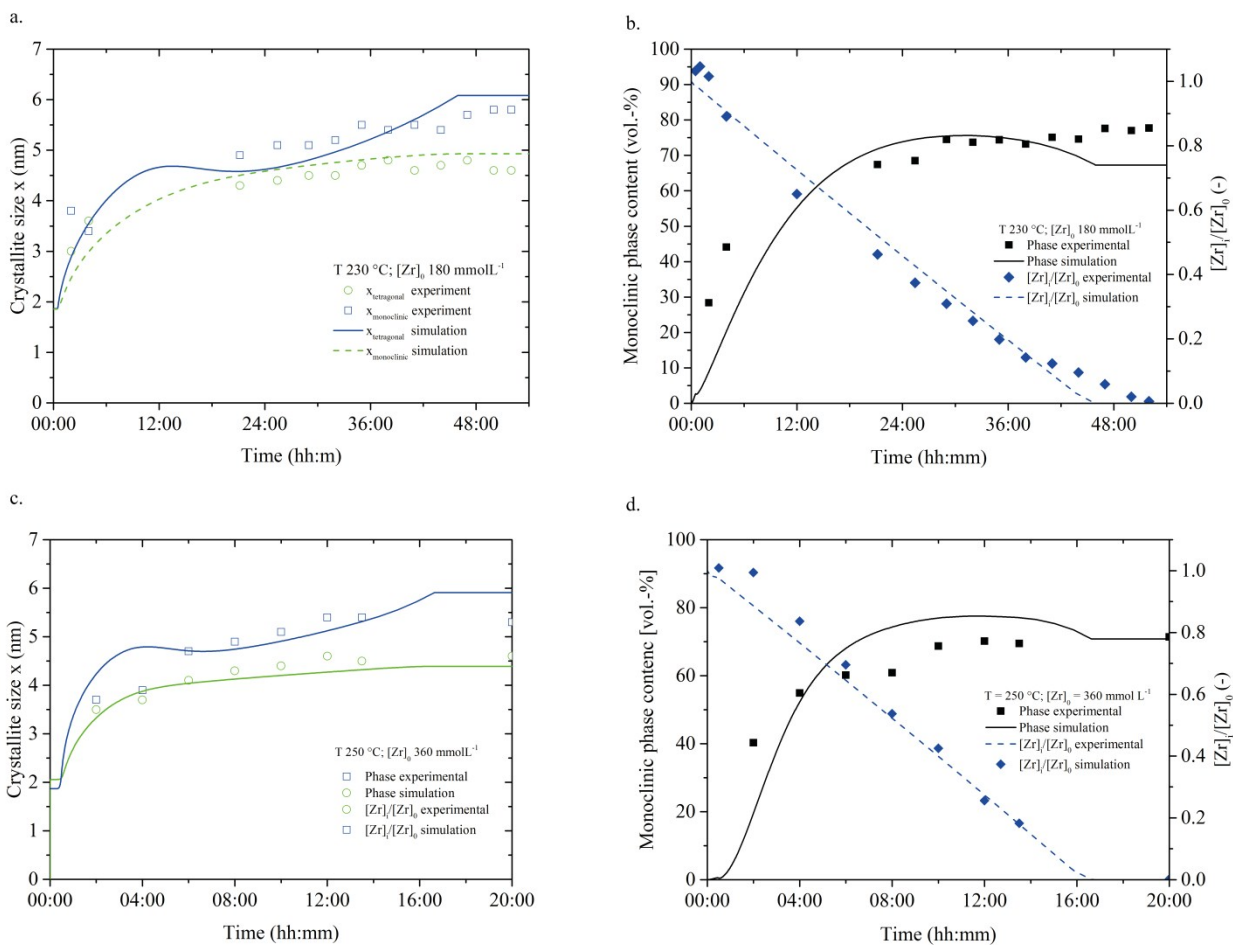 a.
7
6
5
4
3
2
1
0
Crystallite size x (nm)
00:00 12:00 24:00 36:00 48:00
Time (hh:m)
T 230 °C; [Zr]0 180 mmolL-1
xtetragonal experiment
xmonoclinic experiment
xtetragonal simulation
xmonoclinic simulation
b.
100
90
80
70
60
50
40
30
20
10
0
Monoclinic phase content (vol.-%)
1.0
0.8
0.6
0.4
0.2
0.0
[Zr]i/[Zr]0 (-)
00:00 12:00 24:00 36:00 48:00
Time (hh:mm)
T 230 °C; [Zr]0 180 mmolL-1
Phase experimental
Phase simulation
[Zr]i/[Zr]0 experimental
[Zr]i/[Zr]0 simulation
c.
7
6
5
4
3
2
1
0
Crystallite size x (nm)
00:00 04:00 08:00 12:00 16:00 20:00
Time (hh:mm)
T 250 °C; [Zr]0 360 mmolL-1
Phase experimental
Phase simulation
[Zr]i/[Zr]0 experimental
[Zr]i/[Zr]0 simulation
d.
100
80
60
40
20
0
Monoclinic phase contenc [vol.-%]
1.0
0.8
0.6
0.4
0.2
0.0
[Zr]i/[Zr]0 (-)
00:00 04:00 08:00 12:00 16:00 20:00
Time (hh:mm)
T = 250 °C; [Zr]0 = 360 mmol L-1
Phase experimental
Phase simulation
[Zr]i/[Zr]0 experimental
[Zr]i/[Zr]0 simulation